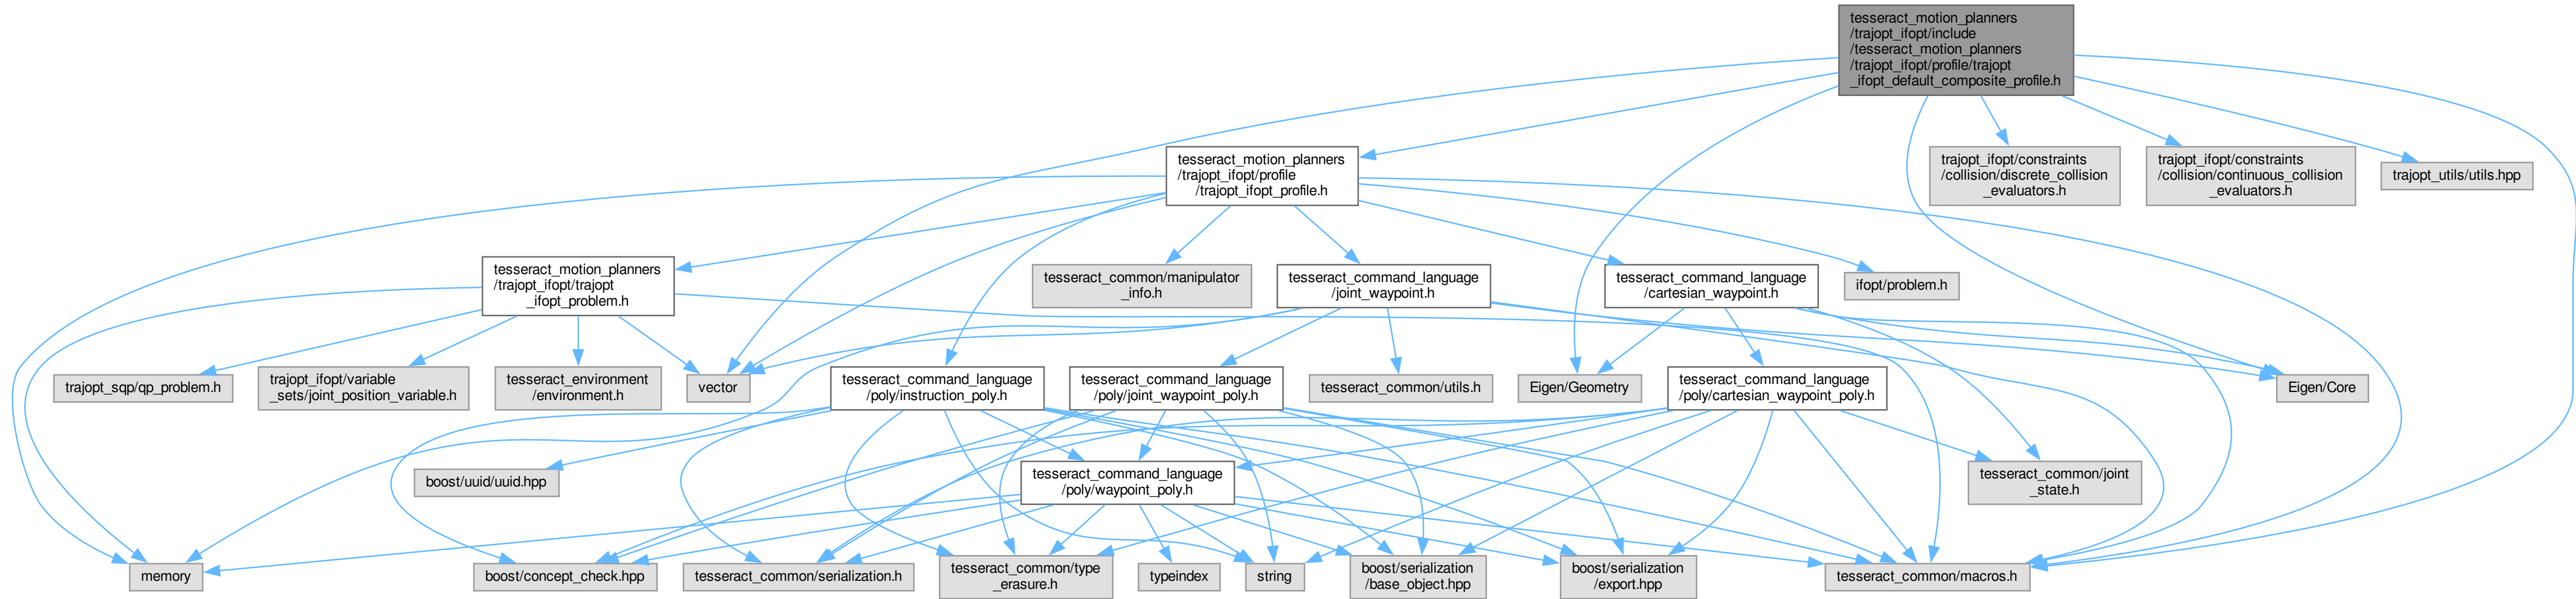 tesseract_motion_planners
/trajopt_ifopt/include
/tesseract_motion_planners
/trajopt_ifopt/profile/trajopt
_ifopt_default_composite_profile.h
tesseract_motion_planners
/trajopt_ifopt/profile
/trajopt_ifopt_profile.h
trajopt_ifopt/constraints
/collision/discrete_collision
_evaluators.h
trajopt_ifopt/constraints
/collision/continuous_collision
_evaluators.h
trajopt_utils/utils.hpp
tesseract_motion_planners
/trajopt_ifopt/trajopt
_ifopt_problem.h
tesseract_common/manipulator
_info.h
tesseract_command_language
/joint_waypoint.h
tesseract_command_language
/cartesian_waypoint.h
ifopt/problem.h
trajopt_sqp/qp_problem.h
trajopt_ifopt/variable
_sets/joint_position_variable.h
tesseract_environment
/environment.h
vector
tesseract_command_language
/poly/instruction_poly.h
tesseract_command_language
/poly/joint_waypoint_poly.h
tesseract_common/utils.h
Eigen/Geometry
tesseract_command_language
/poly/cartesian_waypoint_poly.h
Eigen/Core
boost/uuid/uuid.hpp
tesseract_command_language
/poly/waypoint_poly.h
tesseract_common/joint
_state.h
memory
boost/concept_check.hpp
tesseract_common/serialization.h
tesseract_common/type
_erasure.h
typeindex
string
boost/serialization
/base_object.hpp
boost/serialization
/export.hpp
tesseract_common/macros.h